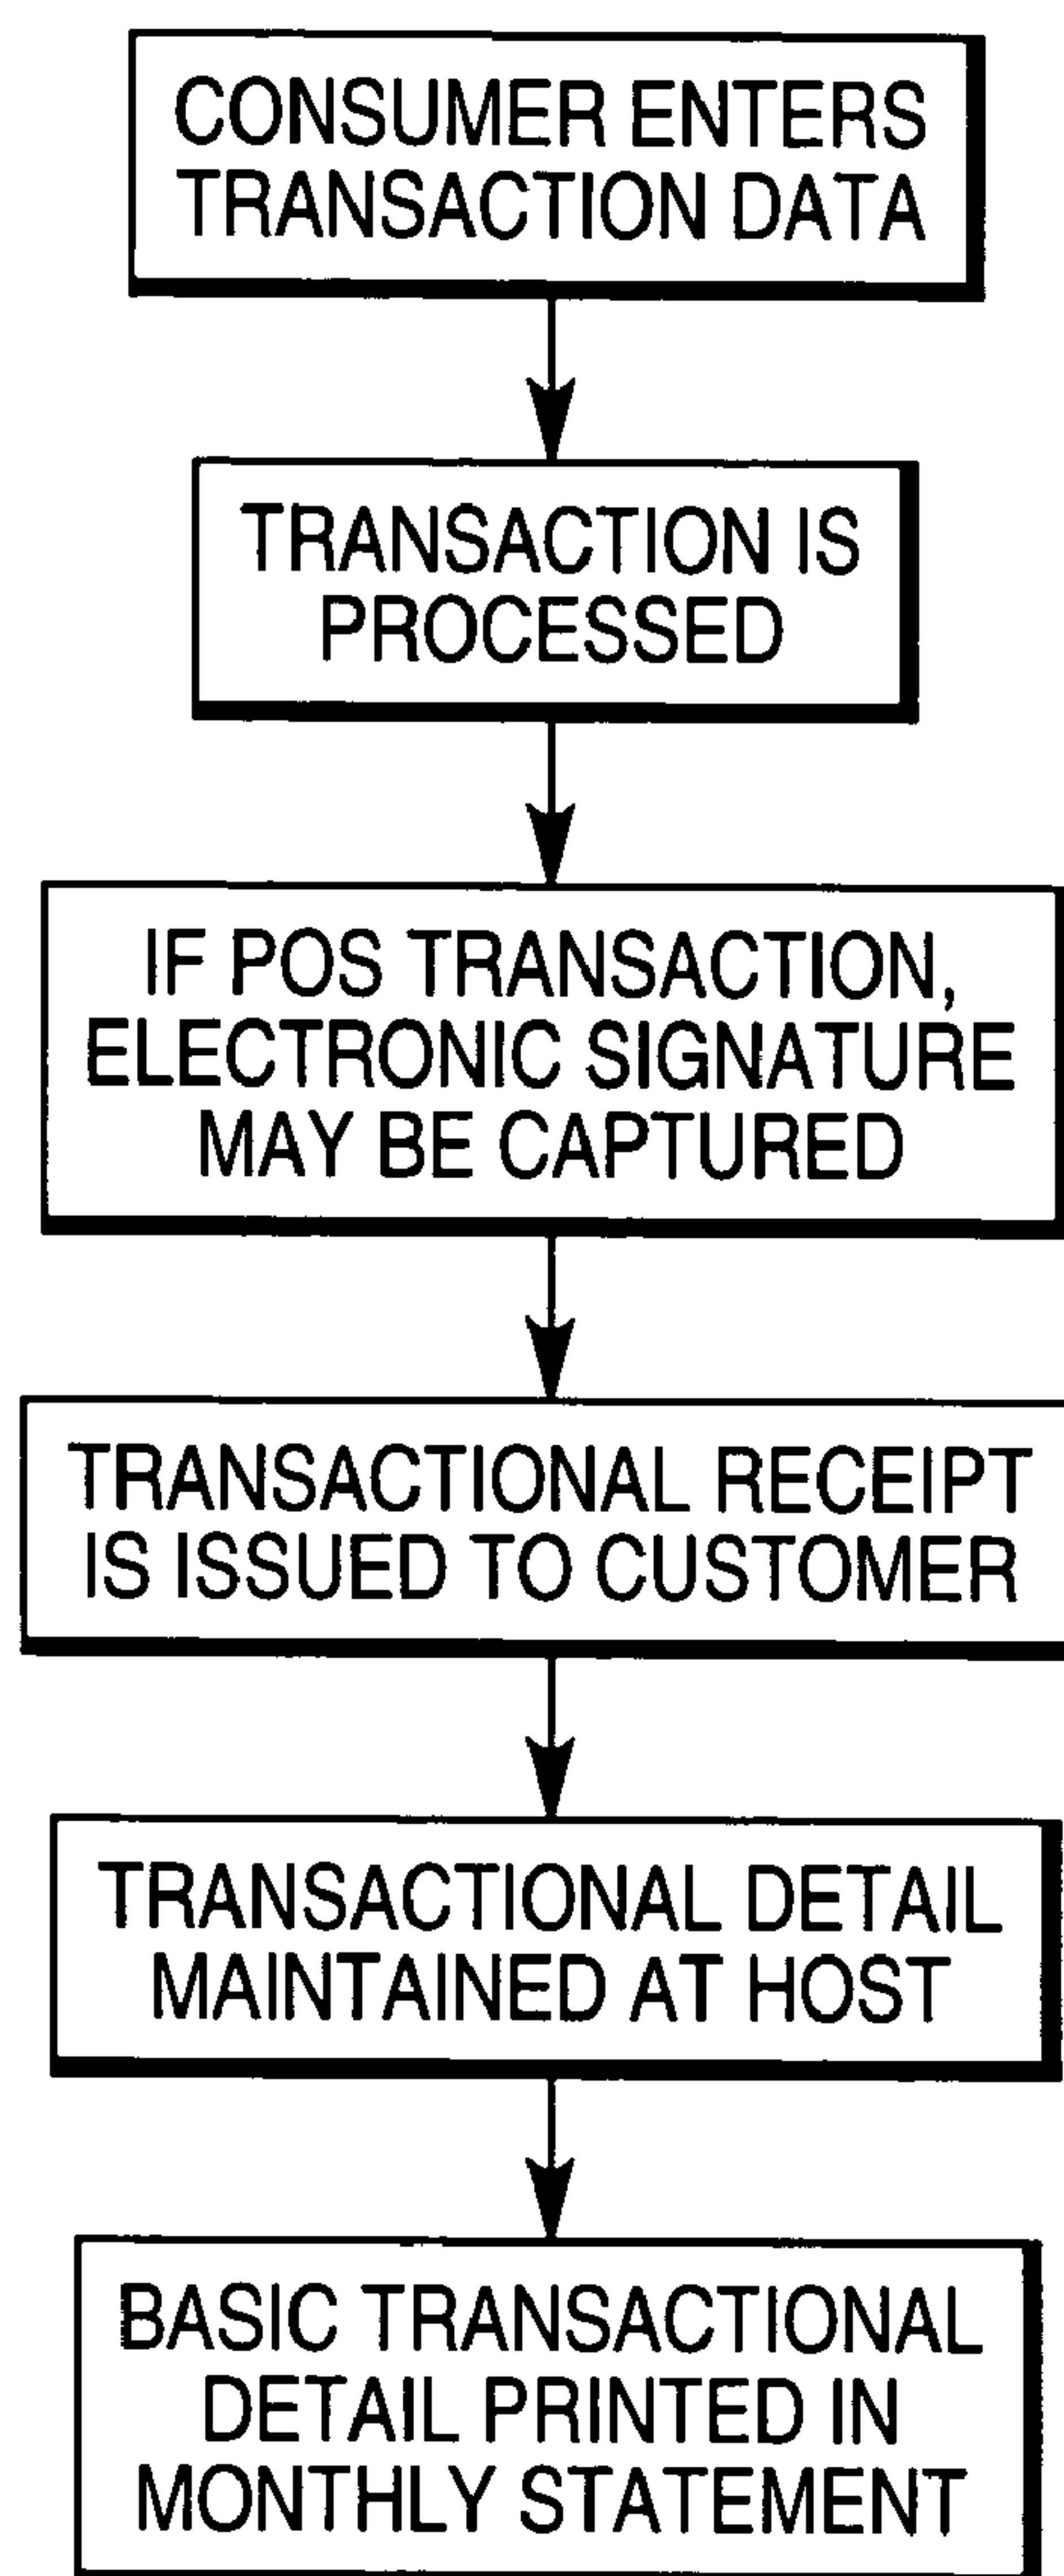 CONSUMER ENTERS
TRANSACTION DATA
TRANSACTION IS
PROCESSED
IF POS TRANSACTION,
ELECTRONIC SIGNATURE
MAY BE CAPTURED
TRANSACTIONAL RECEIPT
IS ISSUED TO CUSTOMER
TRANSACTIONAL DETAIL
MAINTAINED AT HOST
BASIC TRANSACTIONAL
DETAIL PRINTED IN
MONTHLY STATEMENT